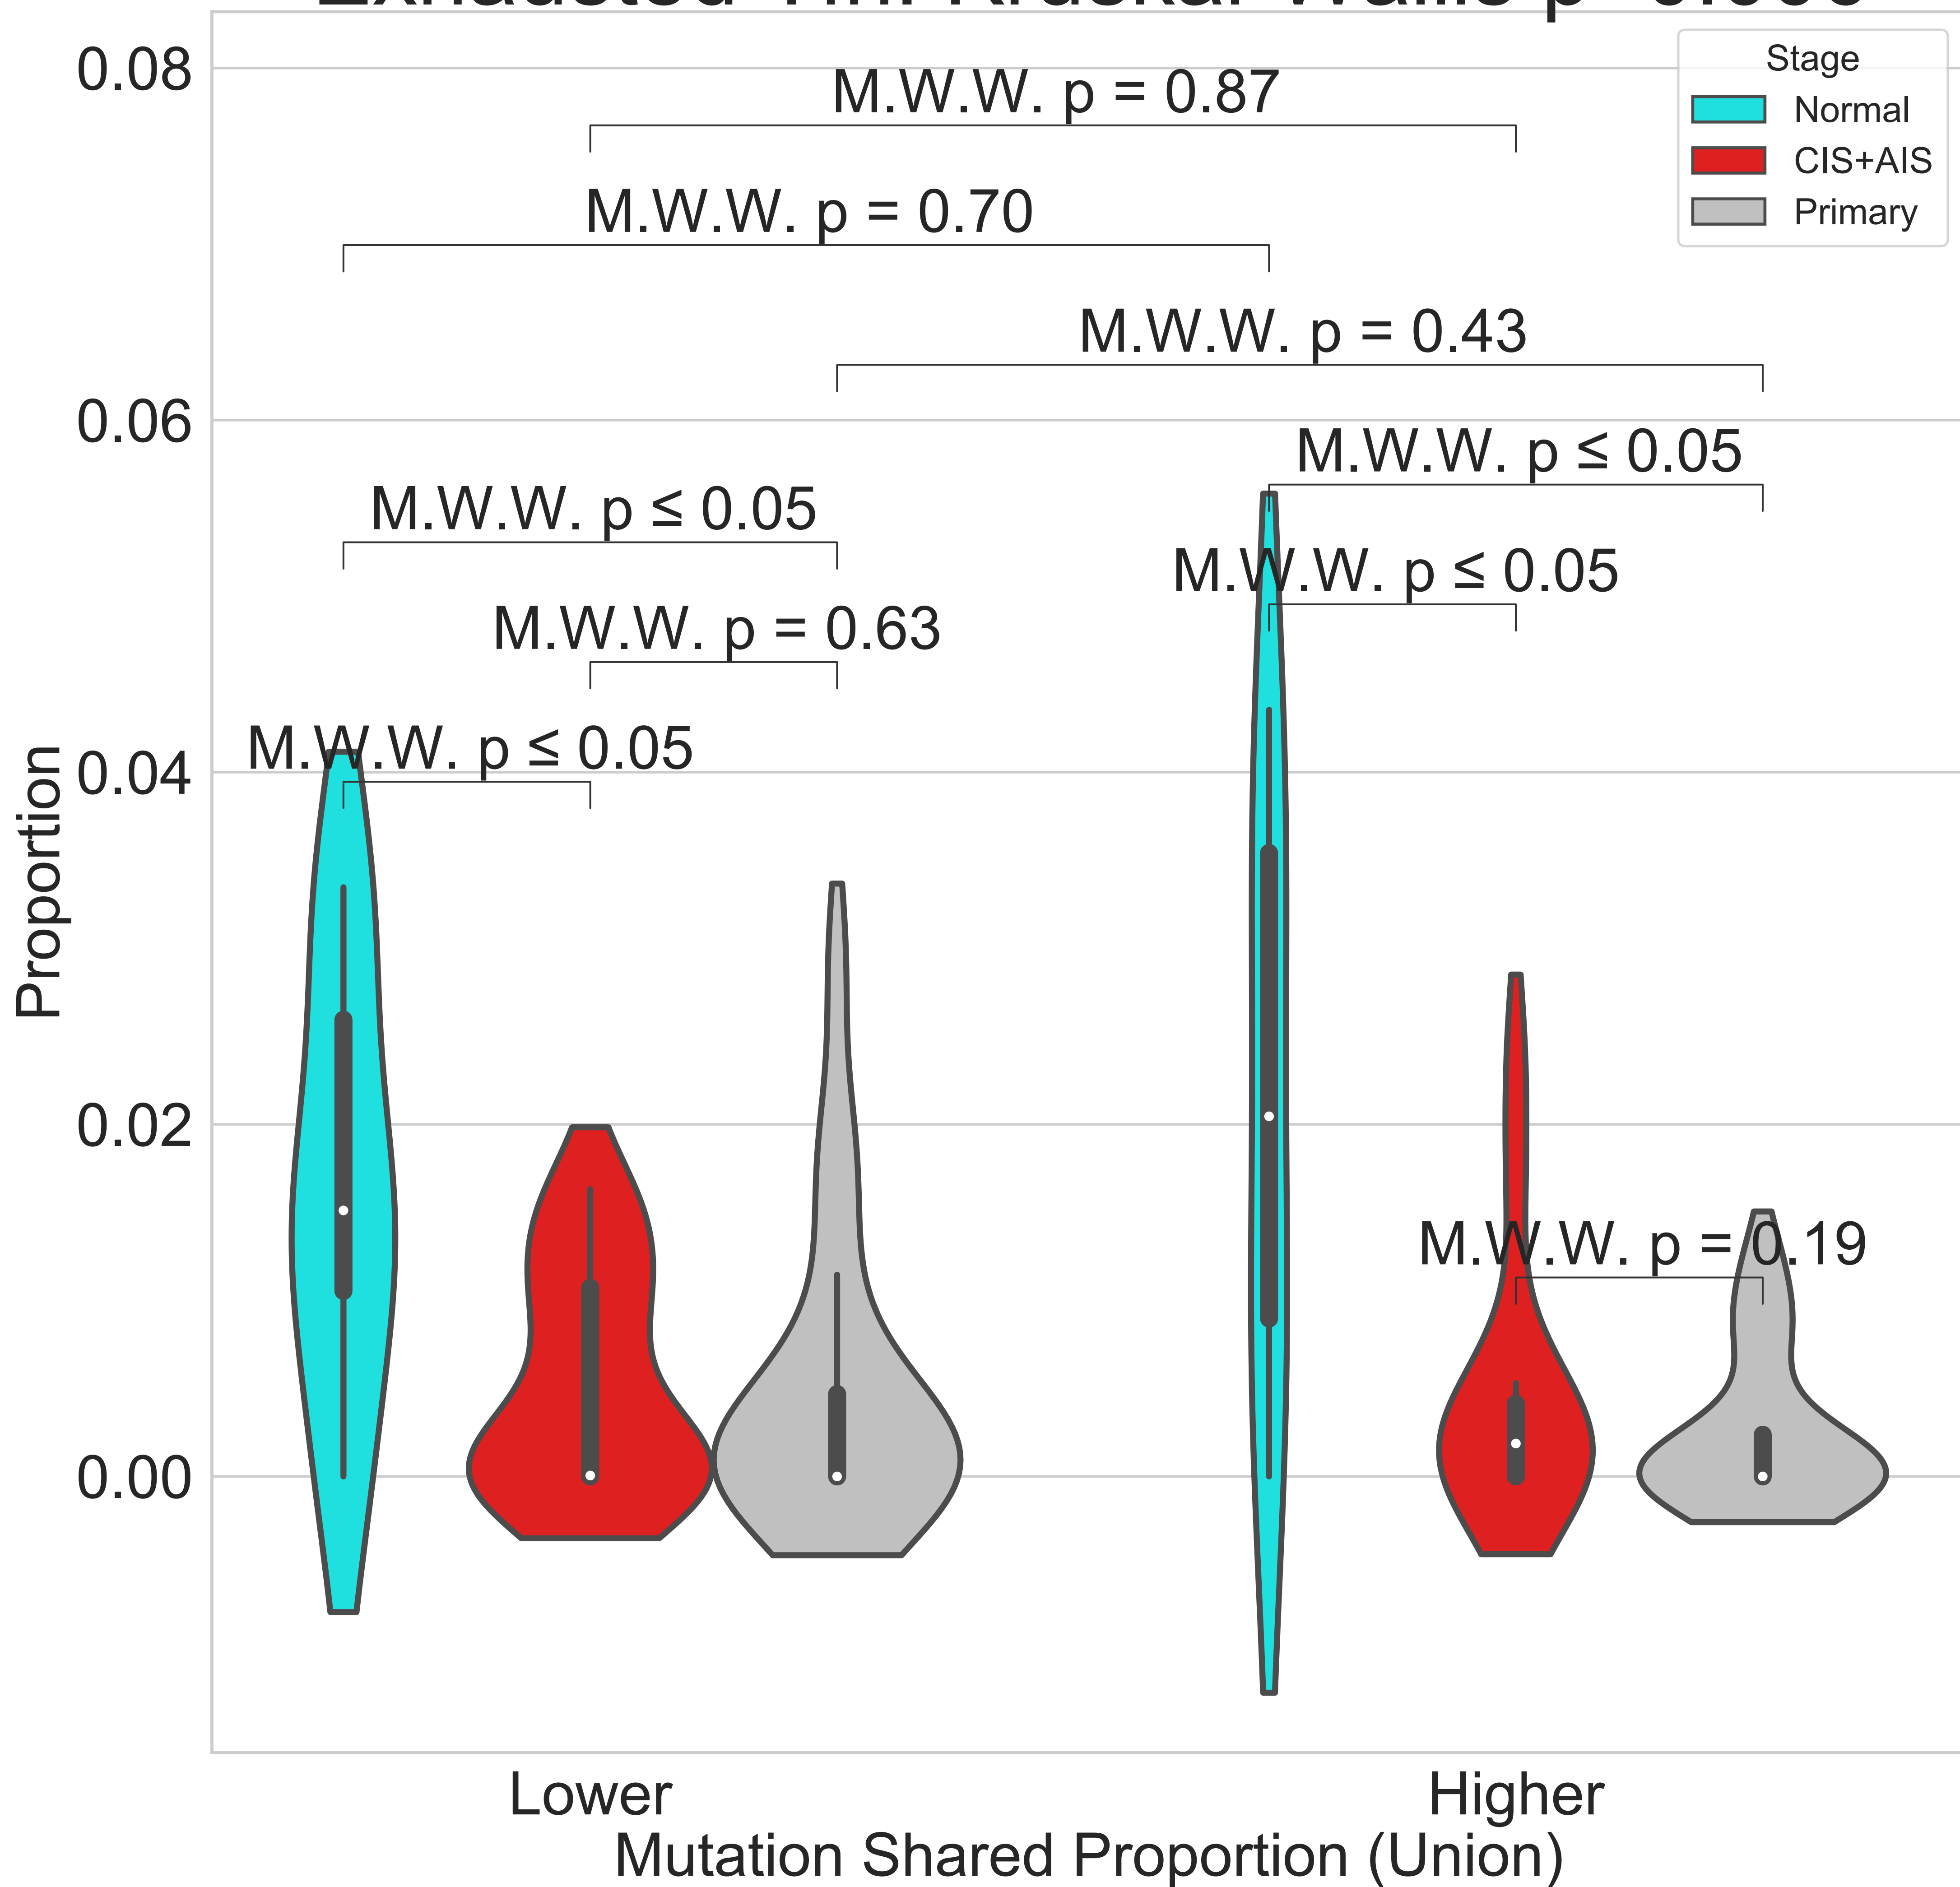 0.08
0.06
0.04
0.02
0.00
Proportion
Stage
Normal
CIS+AIS
Primary
M.W.W. p = 0.87
M.W.W. p = 0.70
M.W.W. p = 0.43
M.W.W. p ≤ 0.05
M.W.W. p ≤ 0.05
M.W.W. p ≤ 0.05
M.W.W. p = 0.63
M.W.W. p ≤ 0.05
M.W.W. p = 0.19
Lower
Higher
Mutation Shared Proportion (Union)